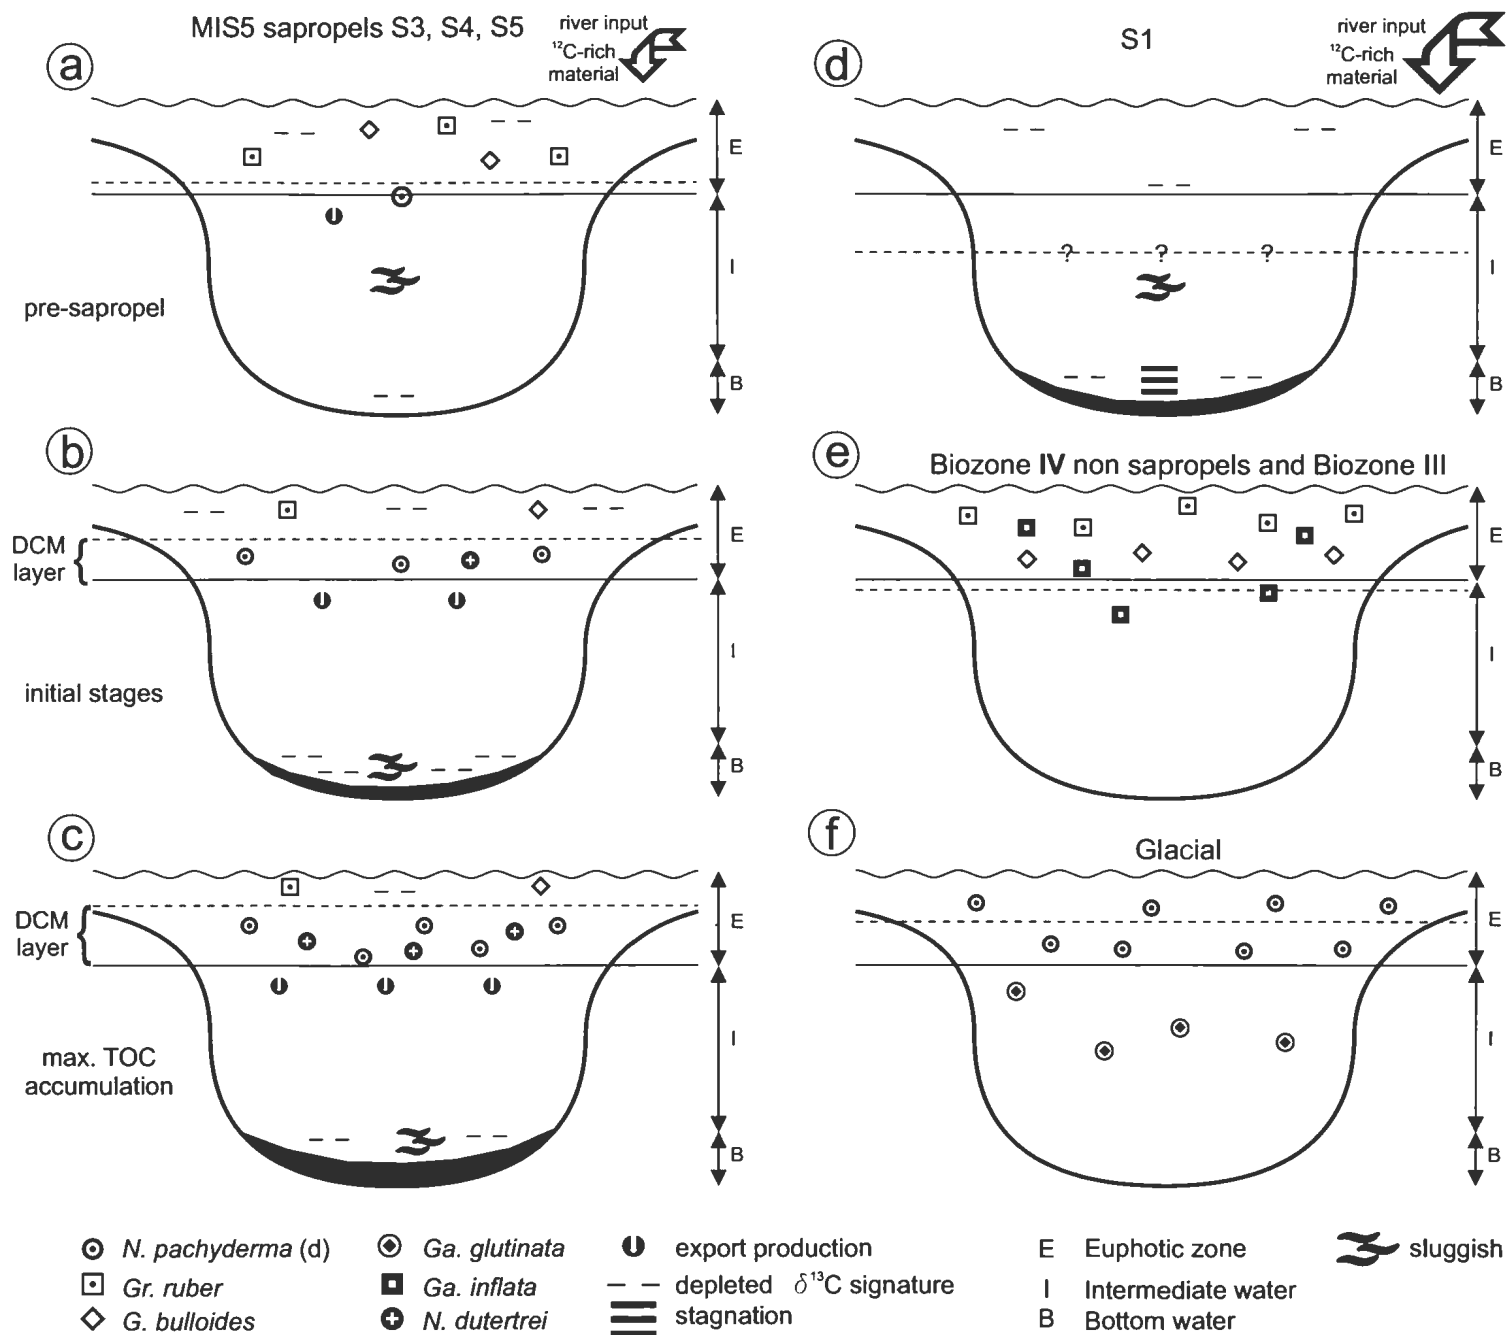 MIS5 sapropels S3, S4, S5
river input
¹²C-rich
material
a
E
I
B
pre-sapropel
b
DCM
layer
E
I
B
initial stages
c
DCM
layer
E
I
B
max. TOC
accumulation
S1
river input
¹²C-rich
material
d
E
? ? ?
I
B
e
Biozone IV non sapropels and Biozone III
E
I
B
f
Glacial
E
I
B
N. pachyderma (d)
Gr. ruber
G. bulloides
Ga. glutinata
Ga. inflata
N. dutertrei
export production
depleted δ¹³C signature
stagnation
E Euphotic zone
I Intermediate water
B Bottom water
sluggish